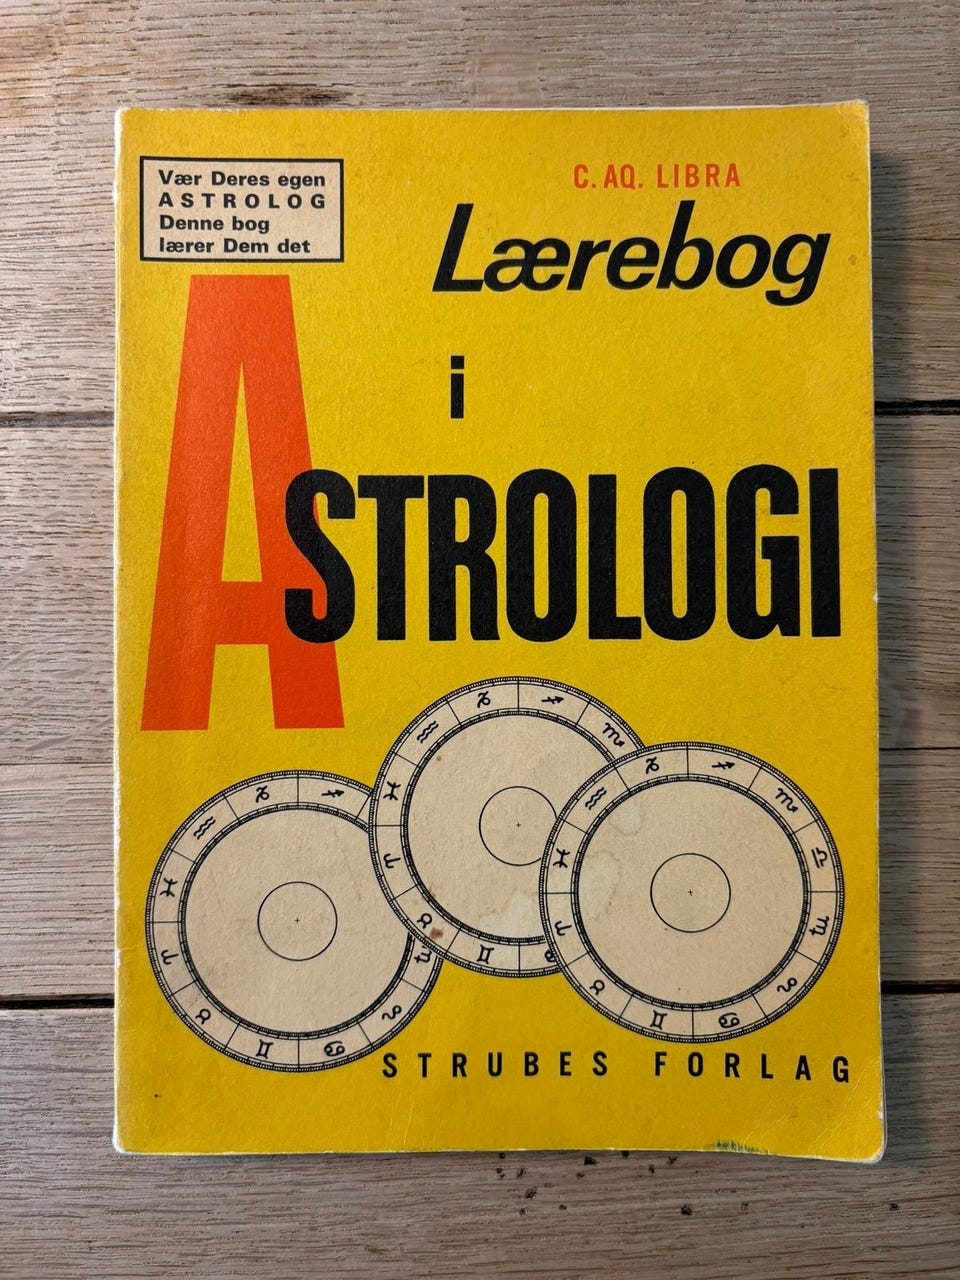 Vær Deres egen
ASTROLOG
Denne bog
lærer Dem det
C. AQ. LIBRA
Lærebog
i
ASTROLOGI
STRUBES FORLAG